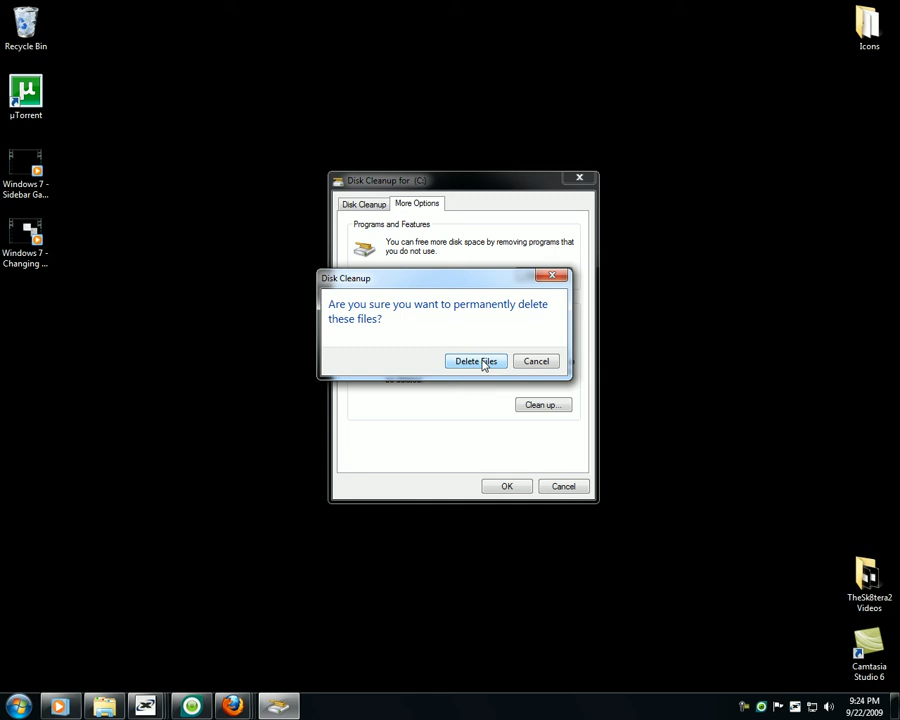 Recycle Bin
Icons
µTorrent
Windows 7 -
Sidebar Ga...
Windows 7 -
Changing ...
Disk Cleanup for (C:)
Disk Cleanup
More Options
Programs and Features
You can free more disk space by removing programs that
you do not use.
Disk Cleanup
Are you sure you want to permanently delete
these files?
Delete Files
Cancel
Clean up...
OK
Cancel
TheSk8tera2
Videos
Camtasia
Studio 6
9:24 PM
9/22/2009